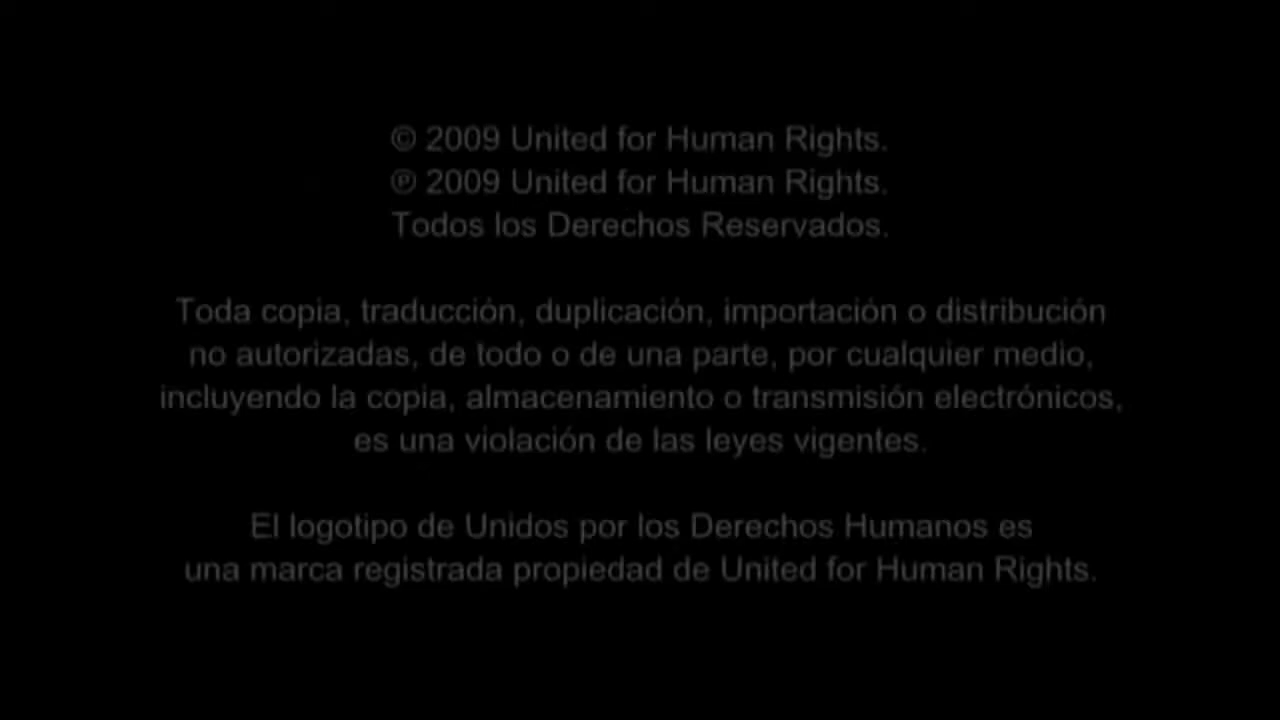 © 2009 United for Human Rights.
℗ 2009 United for Human Rights.
Todos los Derechos Reservados.
Toda copia, traducción, duplicación, importación o distribución
no autorizadas, de todo o de una parte, por cualquier medio,
incluyendo la copia, almacenamiento o transmisión electrónicos,
es una violación de las leyes vigentes.
El logotipo de Unidos por los Derechos Humanos es
una marca registrada propiedad de United for Human Rights.